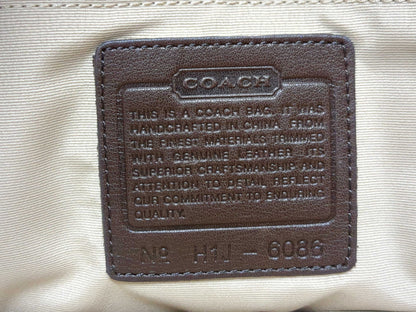 COACH
THIS IS A COACH BAG. IT WAS
HANDCRAFTED IN CHINA FROM
THE FINEST MATERIALS TRIMMED
WITH GENUINE LEATHER. ITS
SUPERIOR CRAFTSMANSHIP AND
ATTENTION TO DETAIL REFLECT
OUR COMMITMENT TO ENDURING
QUALITY.
Nº H1J-6086